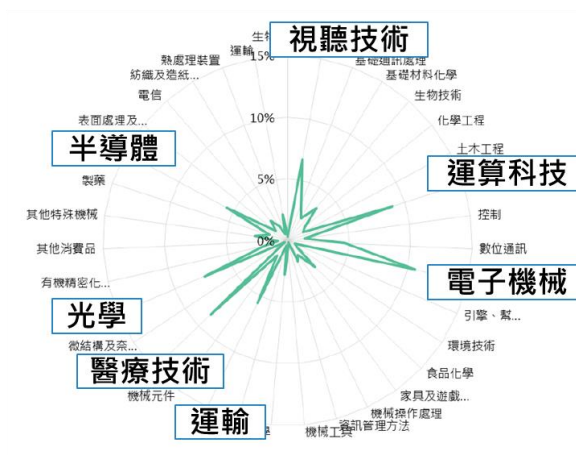 視聽技術
生物
運輸
15%
熱處理裝置
基礎通訊處理
紡織及造紙...
基礎材料化學
電信
生物技術
10%
表面處理及...
化學工程
半導體
土木工程
運算科技
5%
製藥
其他特殊機械
控制
0%
其他消費品
數位通訊
有機精密化...
電子機械
光學
引擎、幫...
微結構及奈...
環境技術
醫療技術
食品化學
機械元件
家具及遊戲...
運輸
機械操作處理
學
機械工具
資訊管理方法